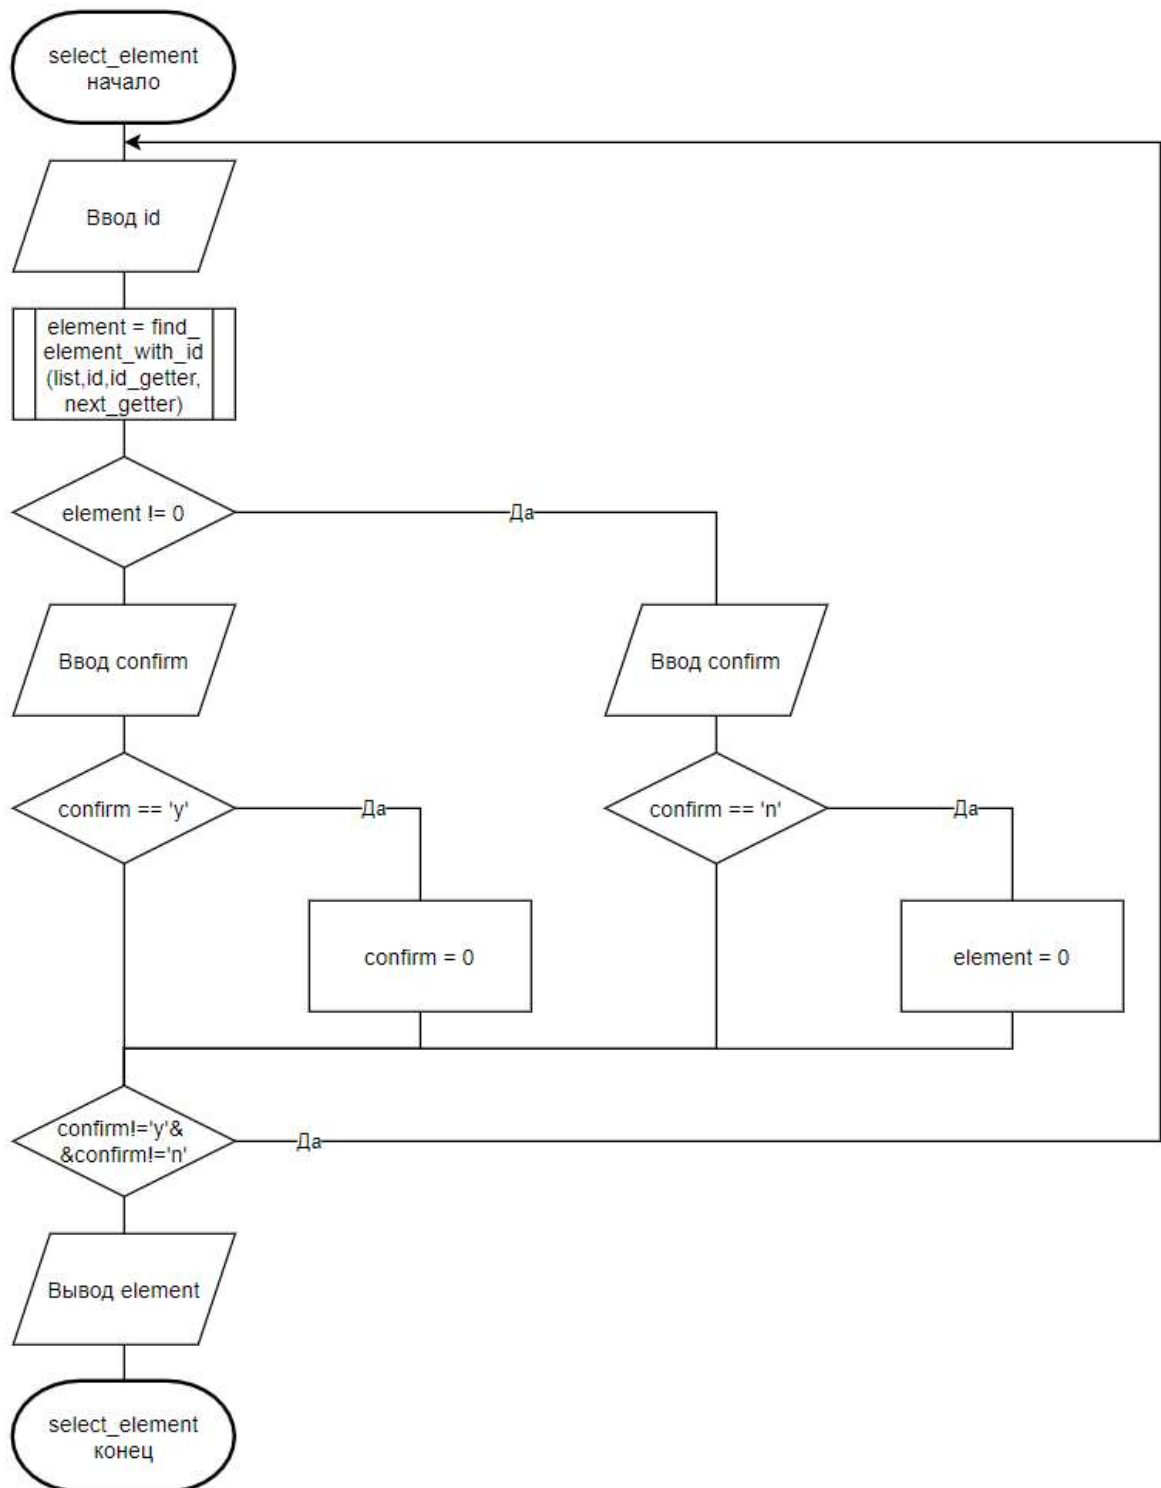 select_element
начало
Ввод id
element = find_
element_with_id
(list,id,id_getter,
next_getter)
element != 0
Да
Ввод confirm
Ввод confirm
confirm == 'y'
Да
confirm == 'n'
Да
confirm = 0
element = 0
confirm!='y'&
&confirm!='n'
Да
Вывод element
select_element
конец